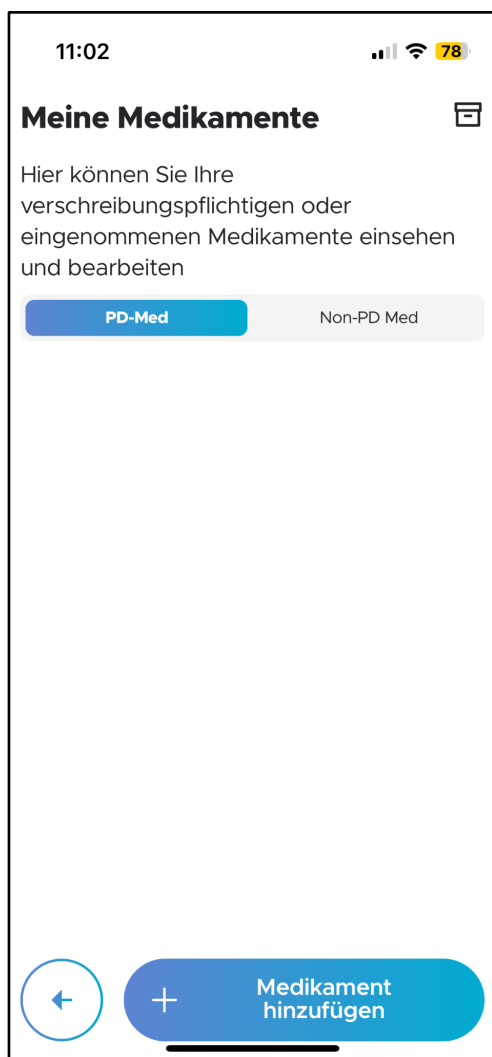 11:02
78
Meine Medikamente
Hier können Sie Ihre
verschreibungspflichtigen oder
eingenommenen Medikamente einsehen
und bearbeiten
PD-Med
Non-PD Med
Medikament
hinzufügen